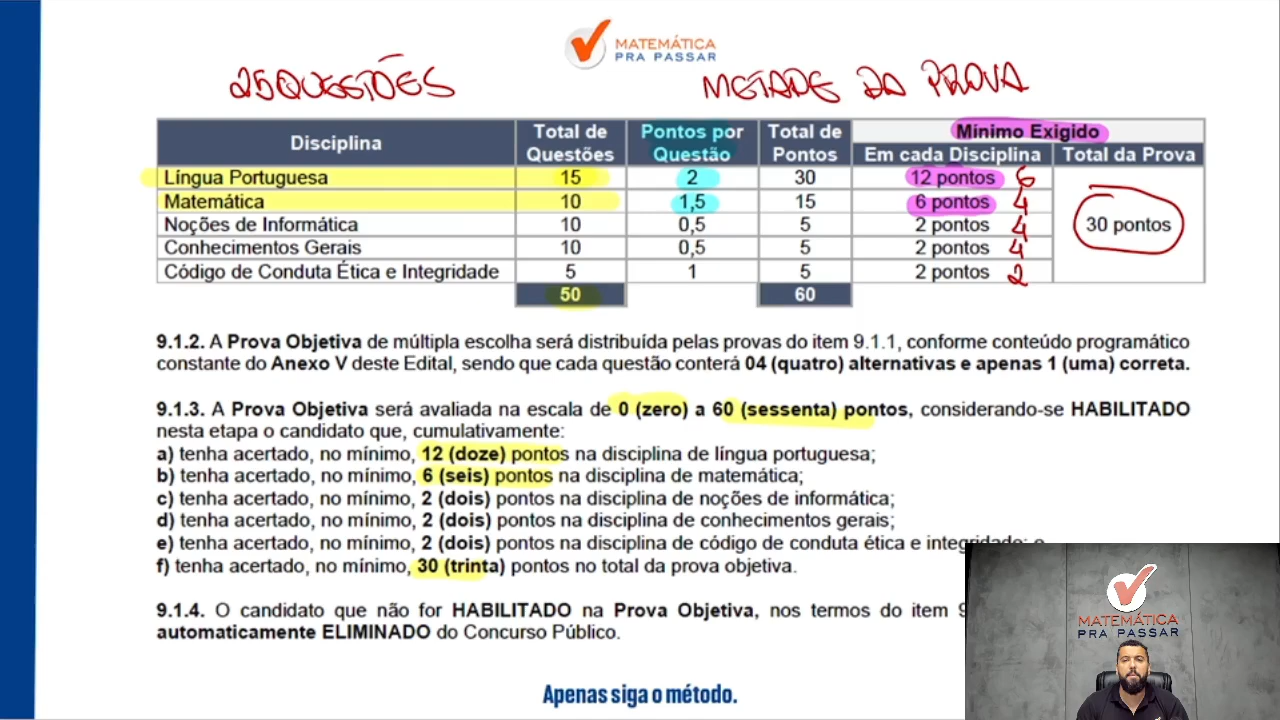 MATEMÁTICA
PRA PASSAR
25 QUESTÕES METADE DA PROVA
Disciplina Total de Questões Pontos por Questão Total de Pontos Mínimo Exigido
Em cada Disciplina Total da Prova
Língua Portuguesa 15 2 30 12 pontos 6
Matemática 10 1,5 15 6 pontos 4
Noções de Informática 10 0,5 5 2 pontos 4 30 pontos
Conhecimentos Gerais 10 0,5 5 2 pontos 4
Código de Conduta Ética e Integridade 5 1 5 2 pontos 2
50 60
9.1.2. A Prova Objetiva de múltipla escolha será distribuída pelas provas do item 9.1.1, conforme conteúdo programático
constante do Anexo V deste Edital, sendo que cada questão conterá 04 (quatro) alternativas e apenas 1 (uma) correta.
9.1.3. A Prova Objetiva será avaliada na escala de 0 (zero) a 60 (sessenta) pontos, considerando-se HABILITADO
nesta etapa o candidato que, cumulativamente:
a) tenha acertado, no mínimo, 12 (doze) pontos na disciplina de língua portuguesa;
b) tenha acertado, no mínimo, 6 (seis) pontos na disciplina de matemática;
c) tenha acertado, no mínimo, 2 (dois) pontos na disciplina de noções de informática;
d) tenha acertado, no mínimo, 2 (dois) pontos na disciplina de conhecimentos gerais;
e) tenha acertado, no mínimo, 2 (dois) pontos na disciplina de código de conduta ética e integridade; e
f) tenha acertado, no mínimo, 30 (trinta) pontos no total da prova objetiva.
9.1.4. O candidato que não for HABILITADO na Prova Objetiva, nos termos do item 9
automaticamente ELIMINADO do Concurso Público.
MATEMÁTICA
PRA PASSAR
Apenas siga o método.